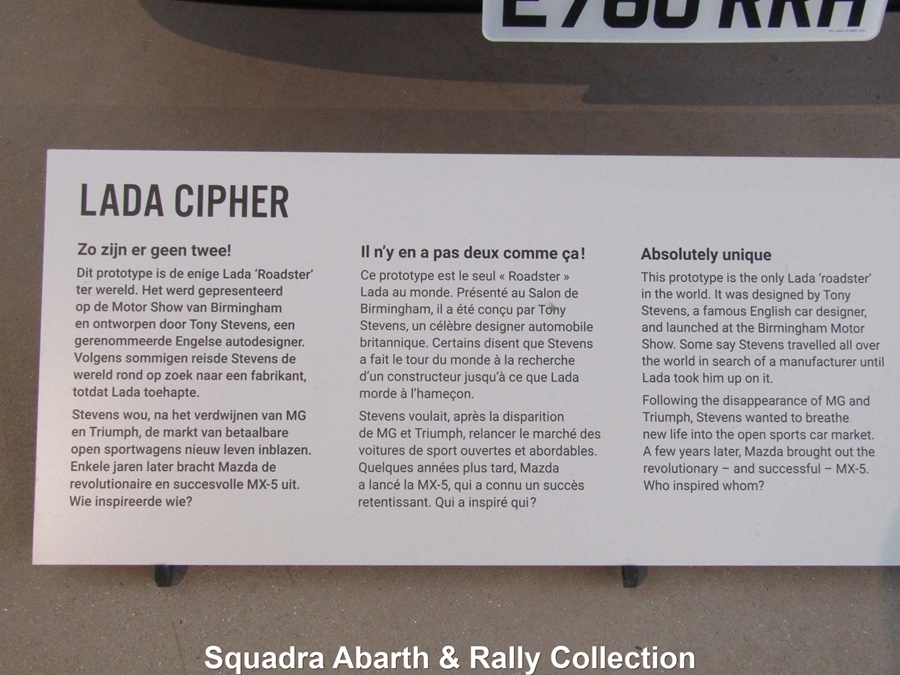 E760 RRH
LADA CIPHER
Zo zijn er geen twee!
Dit prototype is de enige Lada ‘Roadster’
ter wereld. Het werd gepresenteerd
op de Motor Show van Birmingham
en ontworpen door Tony Stevens, een
gerenommeerde Engelse autodesigner.
Volgens sommigen reisde Stevens de
wereld rond op zoek naar een fabrikant,
totdat Lada toehapte.
Stevens wou, na het verdwijnen van MG
en Triumph, de markt van betaalbare
open sportwagens nieuw leven inblazen.
Enkele jaren later bracht Mazda de
revolutionaire en succesvolle MX-5 uit.
Wie inspireerde wie?
Il n’y en a pas deux comme ça !
Ce prototype est le seul « Roadster »
Lada au monde. Présenté au Salon de
Birmingham, il a été conçu par Tony
Stevens, un célèbre designer automobile
britannique. Certains disent que Stevens
a fait le tour du monde à la recherche
d’un constructeur jusqu’à ce que Lada
morde à l’hameçon.
Stevens voulait, après la disparition
de MG et Triumph, relancer le marché des
voitures de sport ouvertes et abordables.
Quelques années plus tard, Mazda
a lancé la MX-5, qui a connu un succès
retentissant. Qui a inspiré qui ?
Absolutely unique
This prototype is the only Lada ‘roadster’
in the world. It was designed by Tony
Stevens, a famous English car designer,
and launched at the Birmingham Motor
Show. Some say Stevens travelled all over
the world in search of a manufacturer until
Lada took him up on it.
Following the disappearance of MG and
Triumph, Stevens wanted to breathe
new life into the open sports car market.
A few years later, Mazda brought out the
revolutionary – and successful – MX-5.
Who inspired whom?
Squadra Abarth & Rally Collection